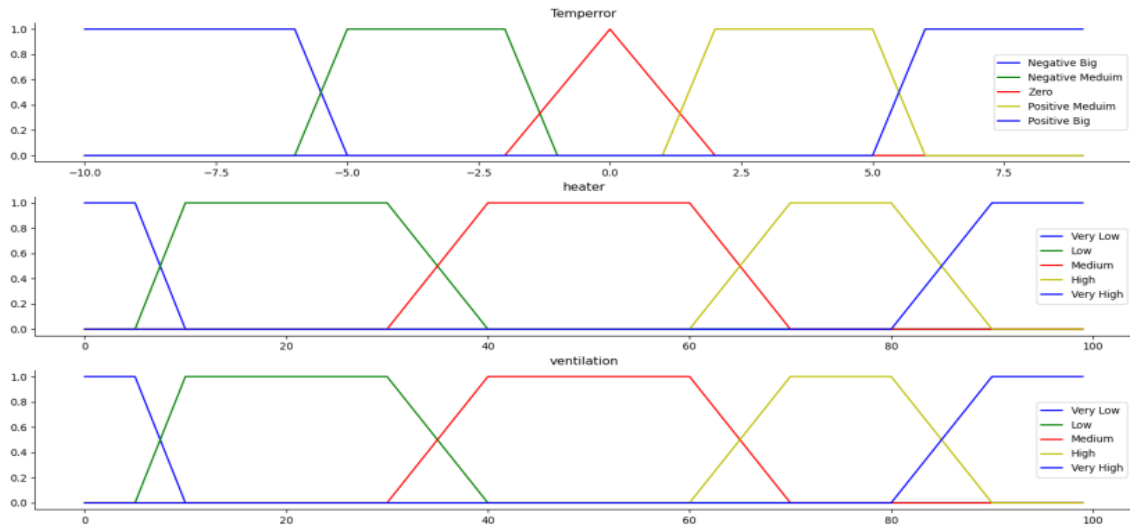 Temperror
1.0
0.8
0.6
0.4
0.2
0.0
Negative Big
Negative Meduim
Zero
Positive Meduim
Positive Big
−10.0 −7.5 −5.0 −2.5 0.0 2.5 5.0 7.5
heater
1.0
0.8
0.6
0.4
0.2
0.0
Very Low
Low
Medium
High
Very High
0 20 40 60 80 100
ventilation
1.0
0.8
0.6
0.4
0.2
0.0
Very Low
Low
Medium
High
Very High
0 20 40 60 80 100